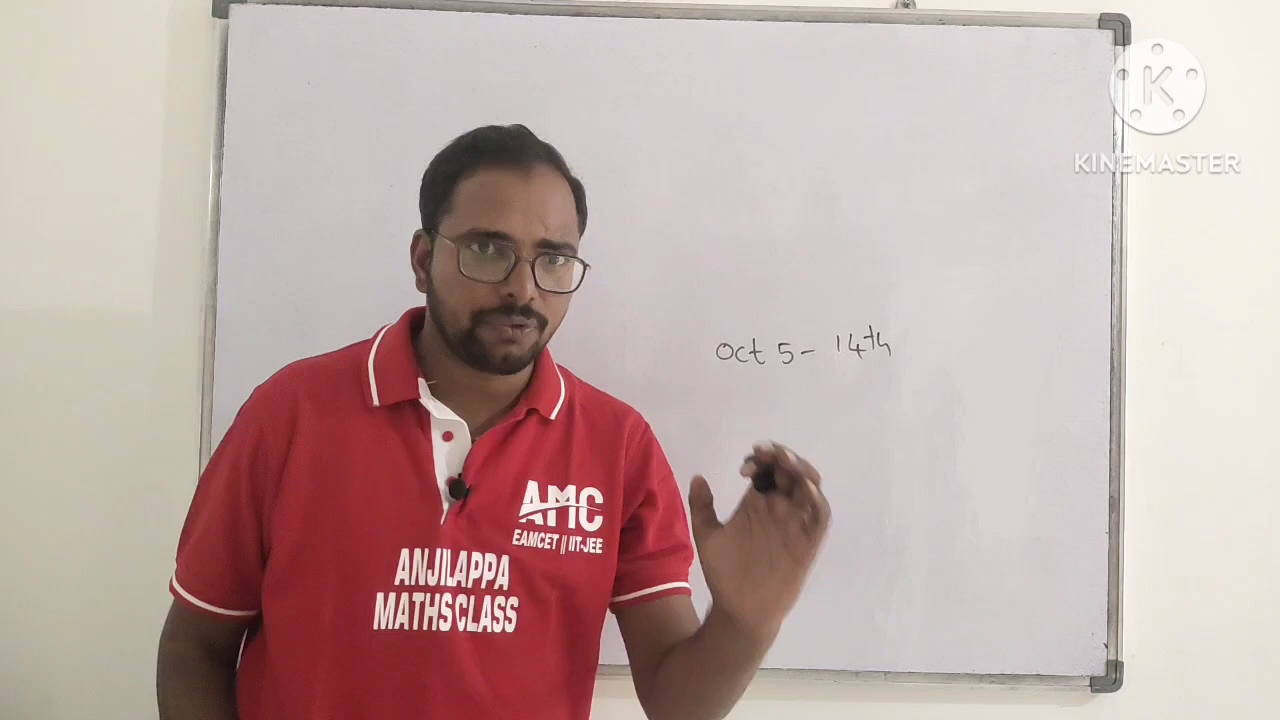 K
KINEMASTER
Oct 5 - 14th
AMC
EAMCET || IIT-JEE
ANJILAPPA
MATHS CLASS